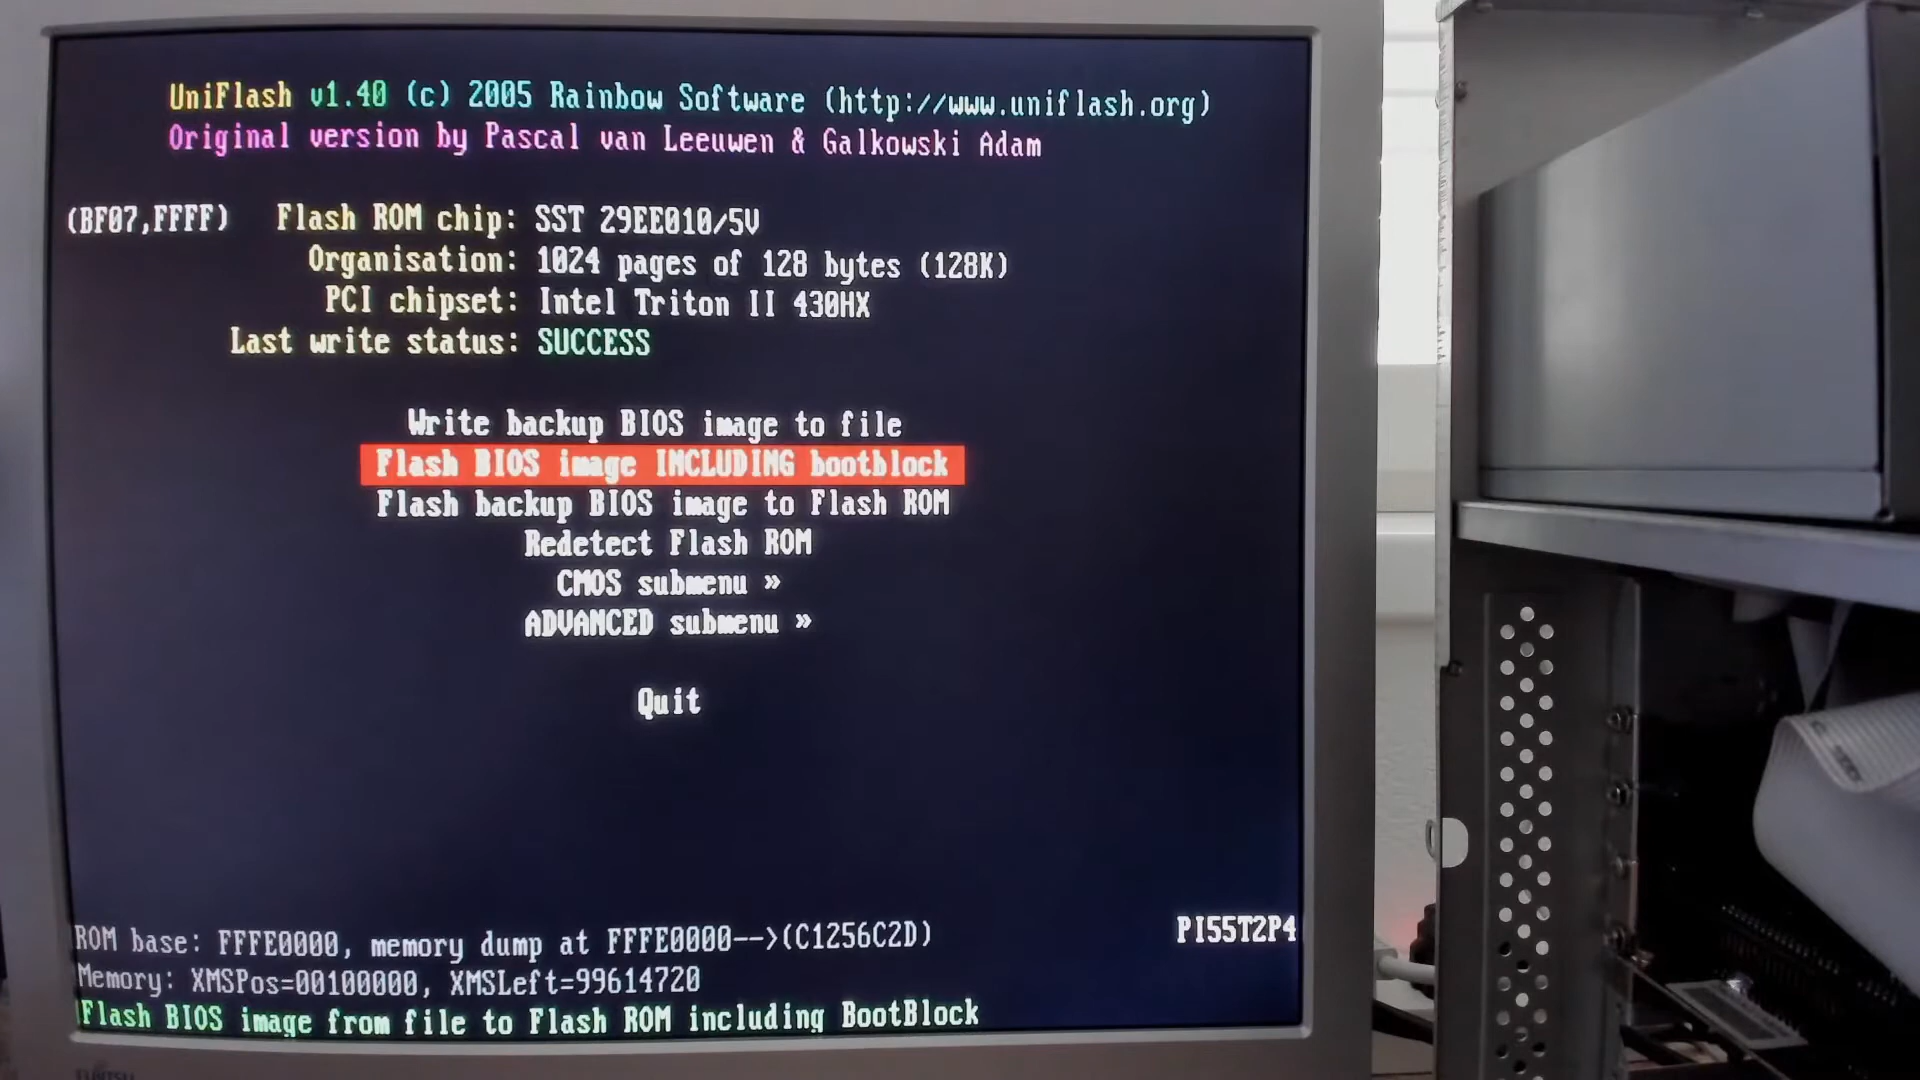 UniFlash v1.40 (c) 2005 Rainbow Software (http://www.uniflash.org)
Original version by Pascal van Leeuwen & Galkowski Adam
(BF07,FFFF) Flash ROM chip: SST 29EE010/5V
Organisation: 1024 pages of 128 bytes (128K)
PCI chipset: Intel Triton II 430HX
Last write status: SUCCESS
Write backup BIOS image to file
Flash BIOS image INCLUDING bootblock
Flash backup BIOS image to Flash ROM
Redetect Flash ROM
CMOS submenu »
ADVANCED submenu »
Quit
ROM base: FFFE0000, memory dump at FFFE0000-->(C1256C2D)
PI55T2P4
Memory: XMSPos=00100000, XMSLeft=99614720
Flash BIOS image from file to Flash ROM including BootBlock